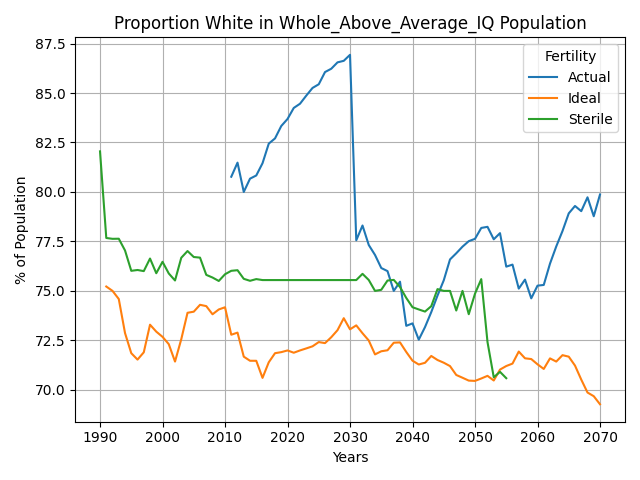 Proportion White in Whole_Above_Average_IQ Population
% of Population
87.5
85.0
82.5
80.0
77.5
75.0
72.5
70.0
Fertility
Actual
Ideal
Sterile
1990 2000 2010 2020 2030 2040 2050 2060 2070
Years